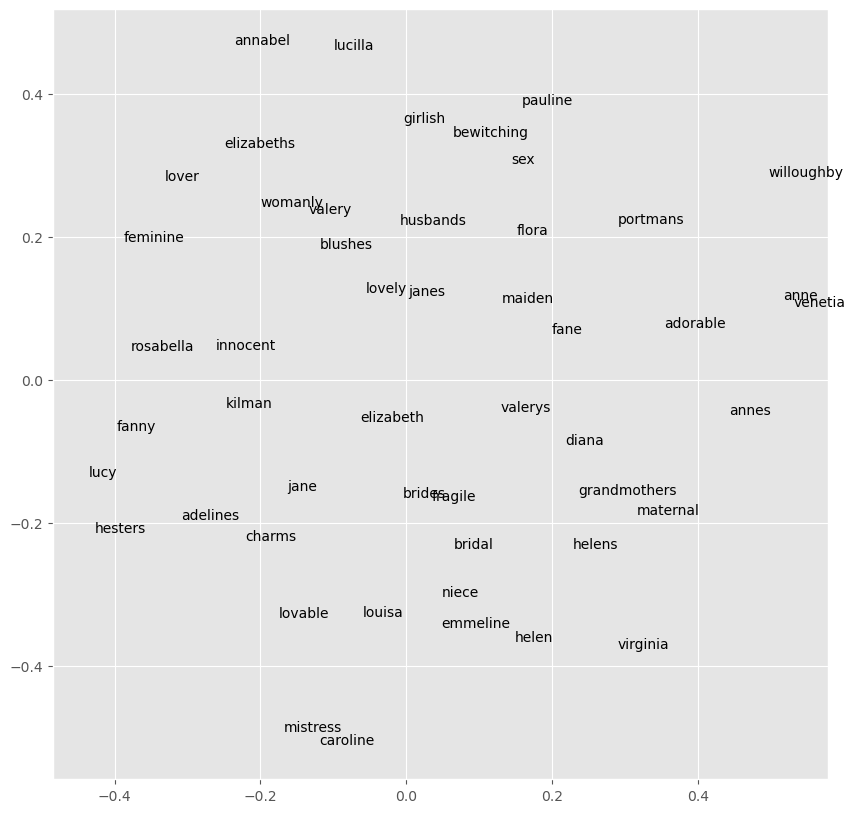 annabel
lucilla
0.4
pauline
girlish
bewitching
elizabeths
sex
lover
willoughby
womanly
valery
husbands
portmans
0.2
feminine
blushes
flora
lovely
janes
maiden
anne
venetia
fane
adorable
rosabella
innocent
0.0
kilman
elizabeth
valerys
annes
fanny
diana
lucy
jane
brides
fragile
grandmothers
maternal
−0.2
hesters
adelines
charms
bridal
helens
niece
lovable
louisa
emmeline
helen
virginia
−0.4
mistress
caroline
−0.4 −0.2 0.0 0.2 0.4